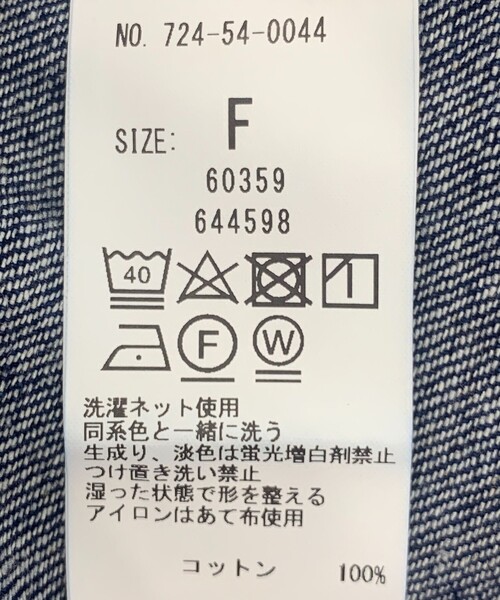 NO. 724-54-0044
SIZE: F
60359
644598
40
F W
洗濯ネット使用
同系色と一緒に洗う
生成り、淡色は蛍光増白剤禁止
つけ置き洗い禁止
湿った状態で形を整える
アイロンはあて布使用
コットン 100%